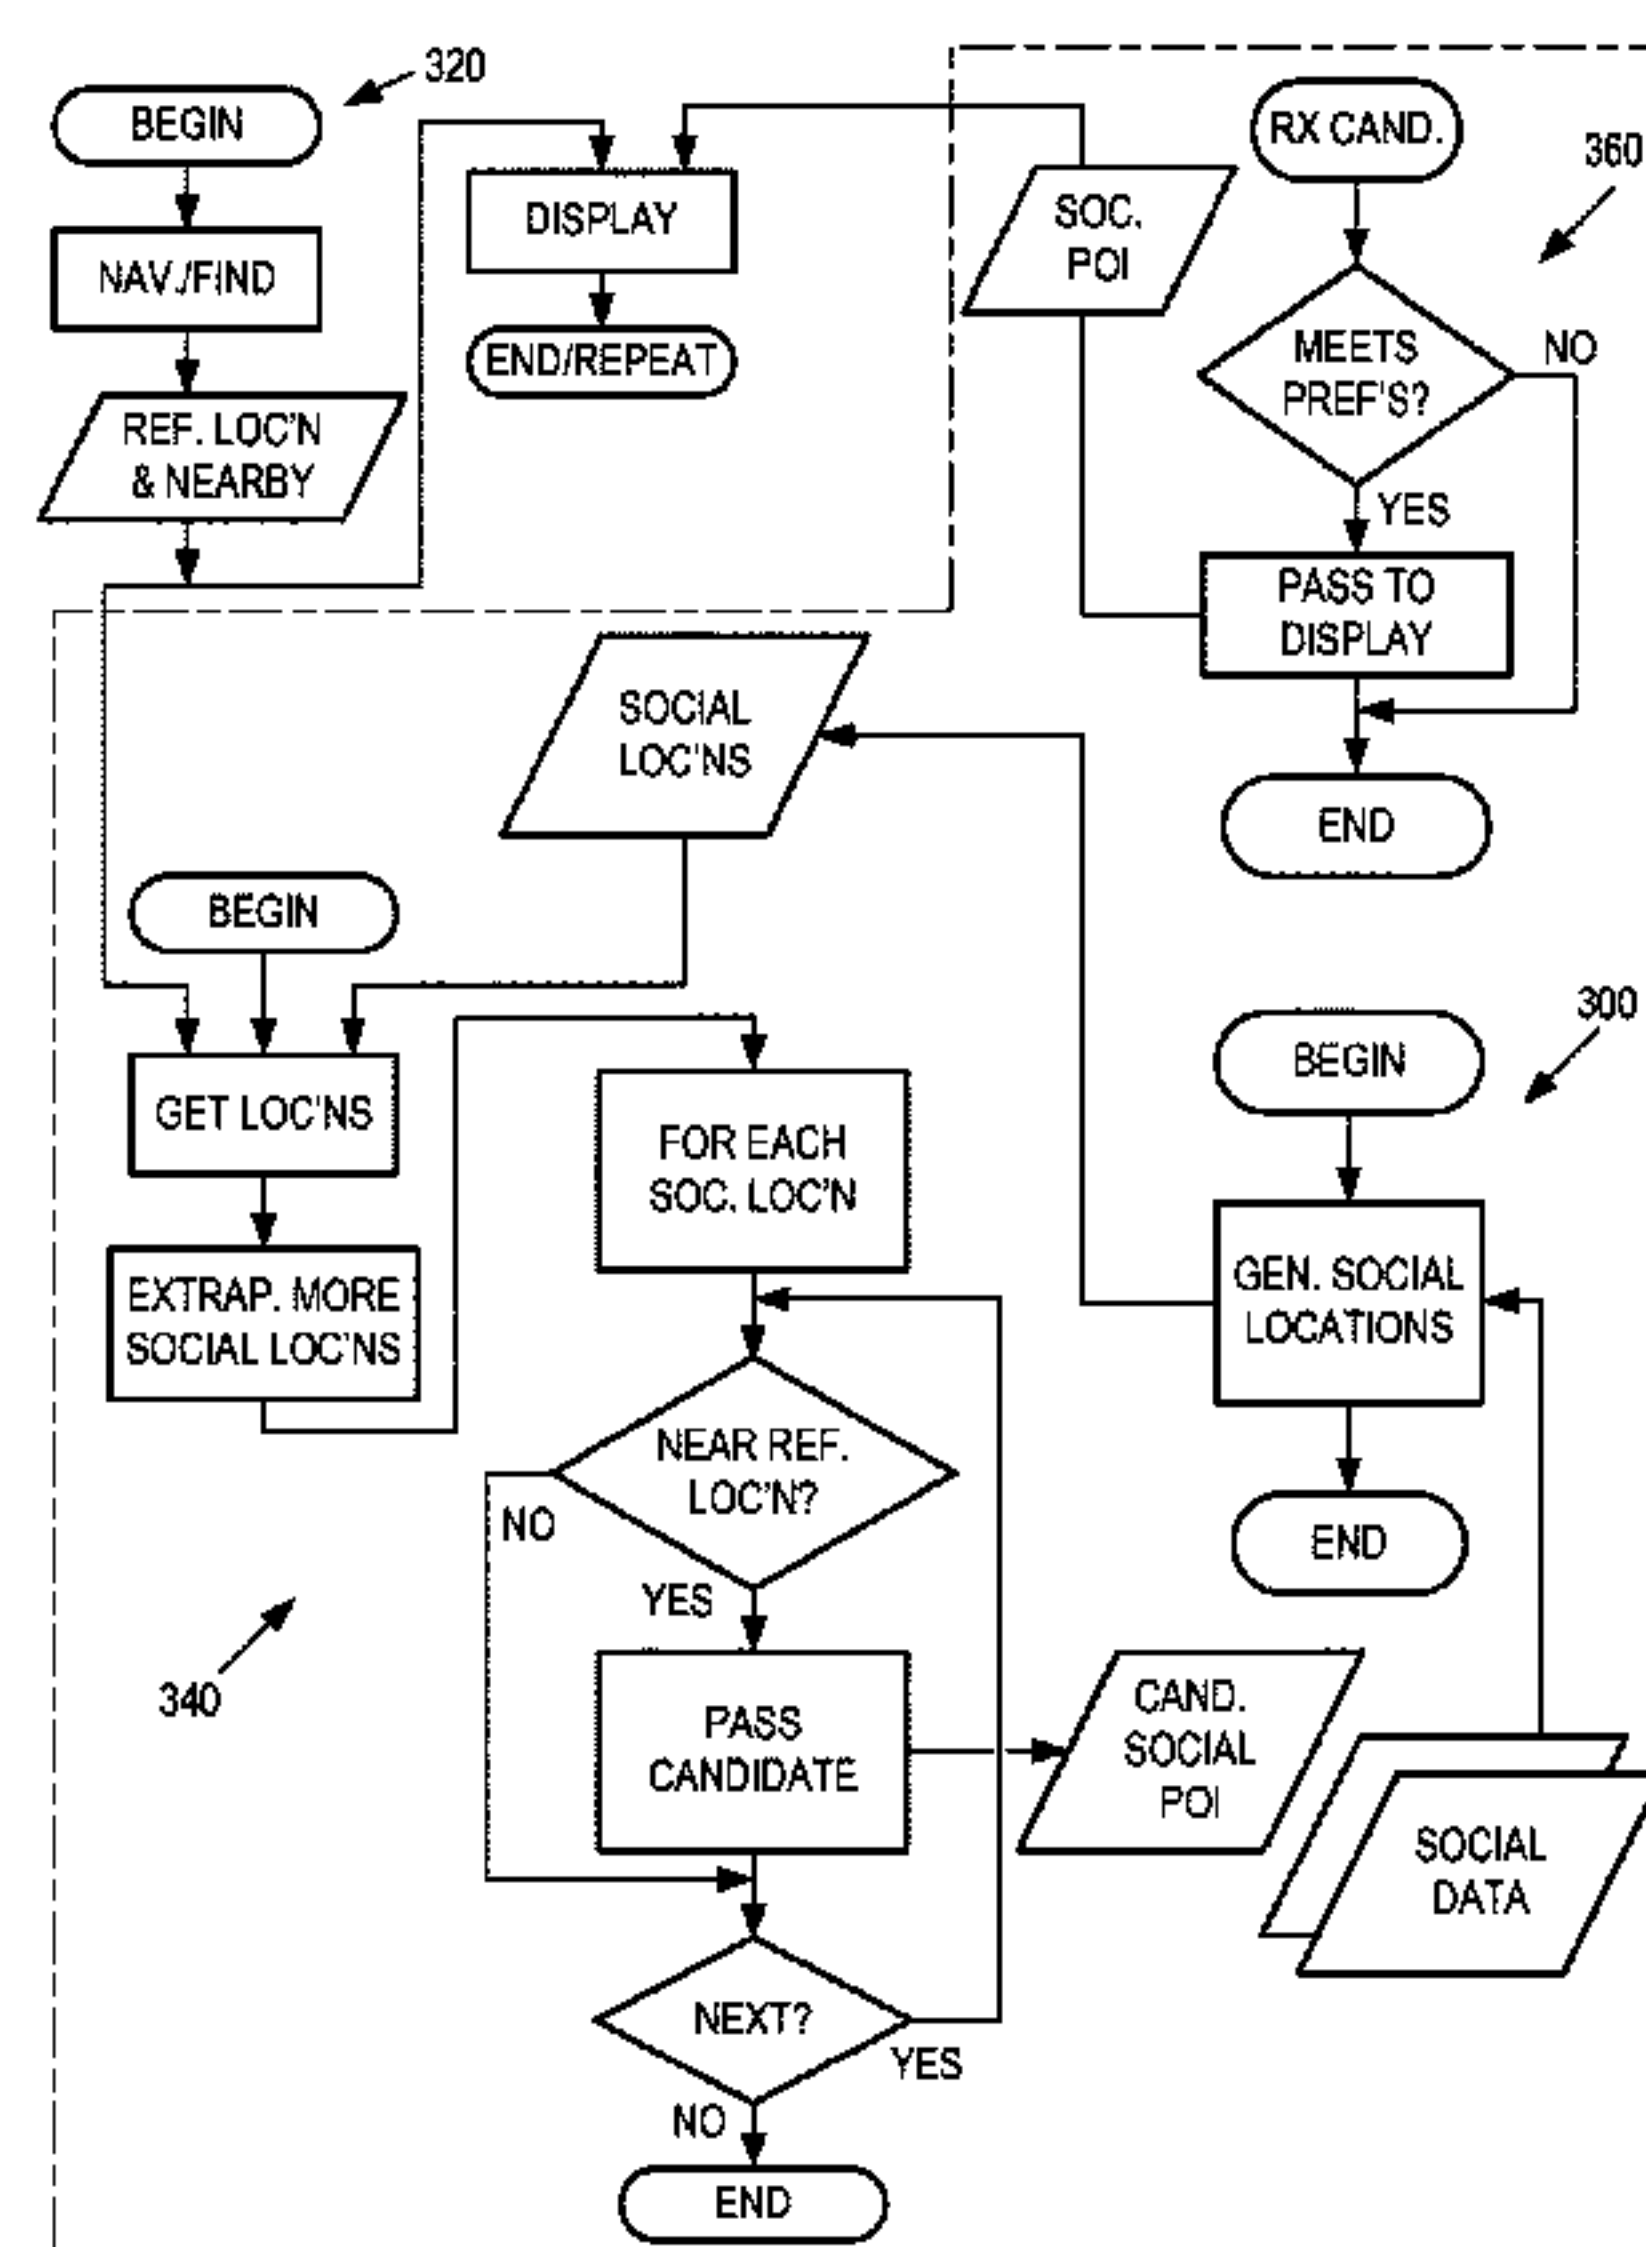 320
BEGIN
NAV./FIND
REF. LOC'N
& NEARBY
DISPLAY
END/REPEAT
SOC.
POI
RX CAND.
360
MEETS
PREF'S?
NO
YES
PASS TO
DISPLAY
END
SOCIAL
LOC'NS
BEGIN
GET LOC'NS
EXTRAP. MORE
SOCIAL LOC'NS
FOR EACH
SOC. LOC'N
NEAR REF.
LOC'N?
NO
YES
340
PASS
CANDIDATE
CAND.
SOCIAL
POI
NEXT?
YES
NO
END
300
BEGIN
GEN. SOCIAL
LOCATIONS
END
SOCIAL
DATA